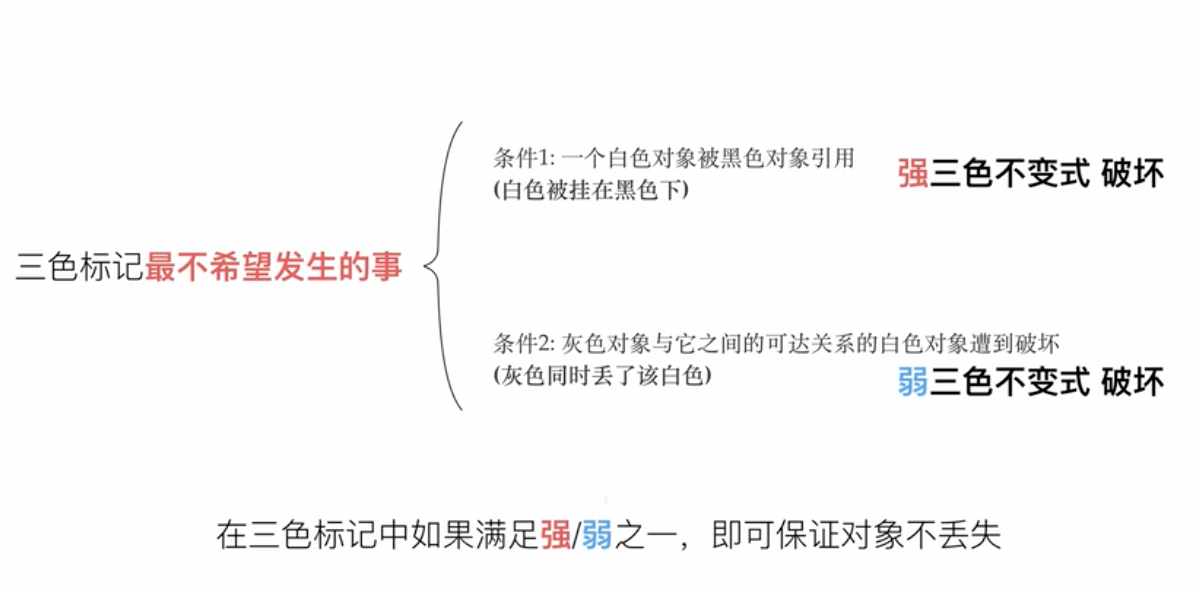 条件1: 一个白色对象被黑色对象引用
(白色被挂在黑色下)
强三色不变式 破坏
三色标记最不希望发生的事
条件2: 灰色对象与它之间的可达关系的白色对象遭到破坏
(灰色同时丢了该白色)
弱三色不变式 破坏
在三色标记中如果满足强/弱之一，即可保证对象不丢失